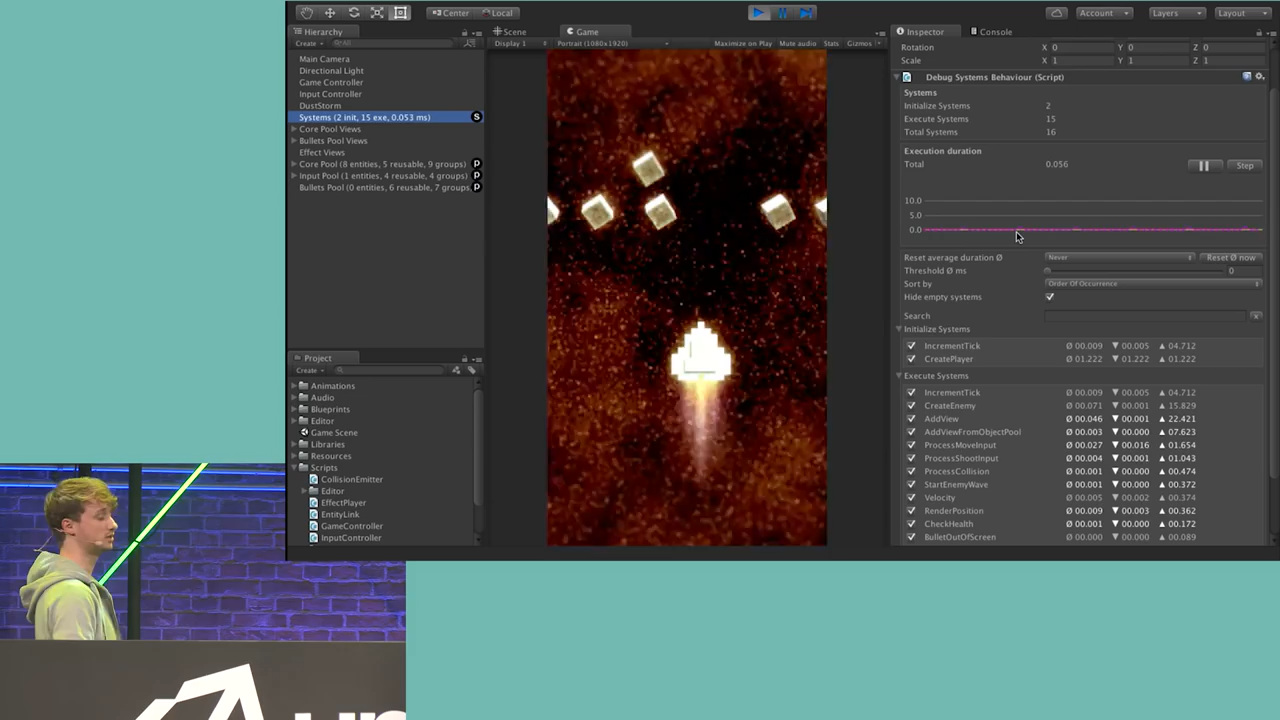 Center
Local
Account
Layers
Layout
Hierarchy
Create
All
Main Camera
Directional Light
Game Controller
Input Controller
DustStorm
Systems (2 init, 15 exe, 0.053 ms)
S
Core Pool Views
Bullets Pool Views
Effect Views
Core Pool (8 entities, 5 reusable, 9 groups)
P
Input Pool (1 entities, 4 reusable, 4 groups)
P
Bullets Pool (0 entities, 6 reusable, 7 groups,
P
Project
Create
Animations
Audio
Blueprints
Editor
Game Scene
Libraries
Resources
Scripts
CollisionEmitter
Editor
EffectPlayer
EntityLink
GameController
InputController
Scene
Game
Display 1
Portrait (1080x1920)
Maximize on Play
Mute audio
Stats
Gizmos
Inspector
Console
Rotation X 0 Y 0 Z 0
Scale X 1 Y 1 Z 1
Debug Systems Behaviour (Script)
Systems
Initialize Systems 2
Execute Systems 15
Total Systems 16
Execution duration
Total 0.056
Step
10.0
5.0
0.0
Reset average duration Ø Never Reset Ø now
Threshold Ø ms 0
Sort by Order Of Occurrence
Hide empty systems
Search
Initialize Systems
IncrementTick Ø 00.009 ▼ 00.005 ▲ 04.712
CreatePlayer Ø 01.222 ▼ 01.222 ▲ 01.222
Execute Systems
IncrementTick Ø 00.009 ▼ 00.005 ▲ 04.712
CreateEnemy Ø 00.071 ▼ 00.001 ▲ 15.829
AddView Ø 00.046 ▼ 00.001 ▲ 22.421
AddViewFromObjectPool Ø 00.003 ▼ 00.000 ▲ 07.623
ProcessMoveInput Ø 00.027 ▼ 00.016 ▲ 01.654
ProcessShootInput Ø 00.004 ▼ 00.001 ▲ 01.043
ProcessCollision Ø 00.001 ▼ 00.000 ▲ 00.474
StartEnemyWave Ø 00.001 ▼ 00.000 ▲ 00.372
Velocity Ø 00.005 ▼ 00.002 ▲ 00.374
RenderPosition Ø 00.009 ▼ 00.003 ▲ 00.362
CheckHealth Ø 00.001 ▼ 00.000 ▲ 00.172
BulletOutOfScreen Ø 00.000 ▼ 00.000 ▲ 00.089